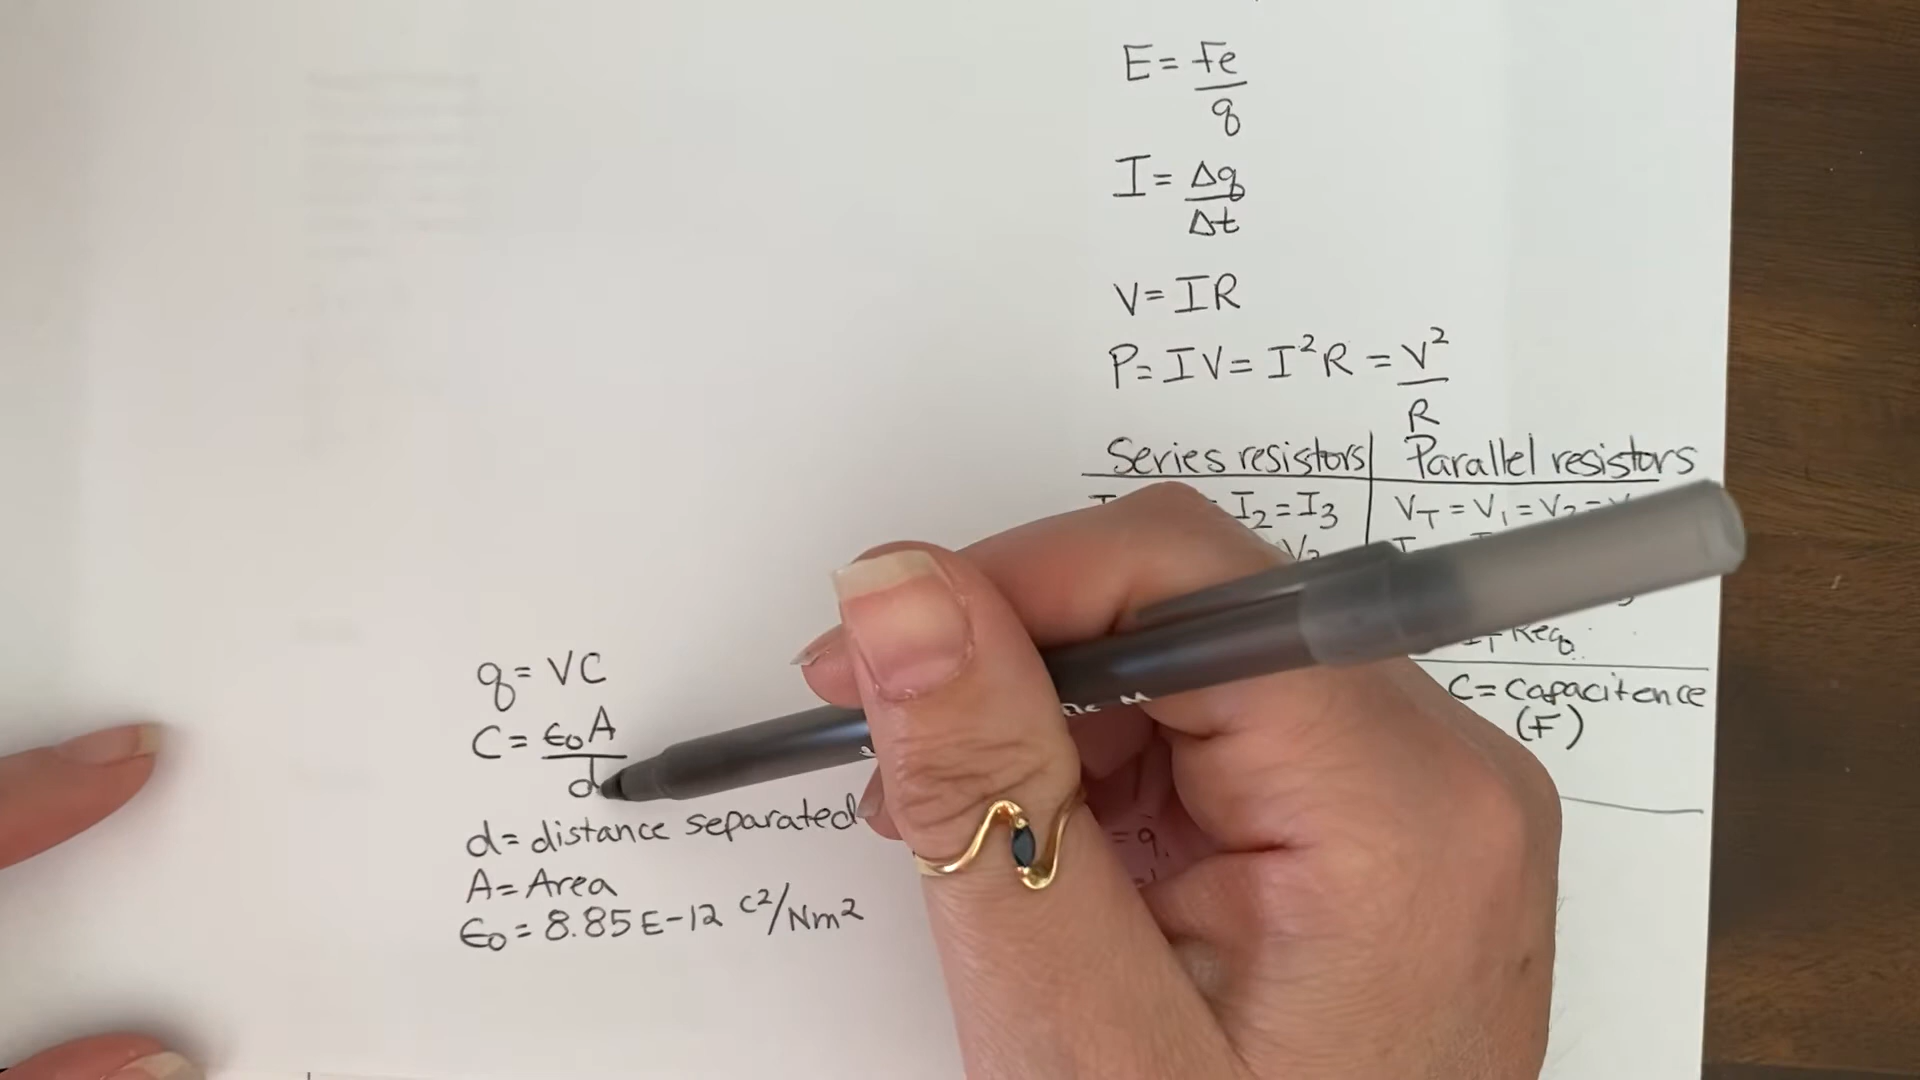 E = Fe/q
I = Δq/Δt
V = IR
P = IV = I²R = V²/R
Series resistors | Parallel resistors
I₂ = I₃ | V_T = V₁ = V₂ =
I_T Req
q = VC
C = ϵ₀A/d
d = distance separated
A = Area
ϵ₀ = 8.85 E-12 C²/Nm²
C = Capacitence
(F)
= q